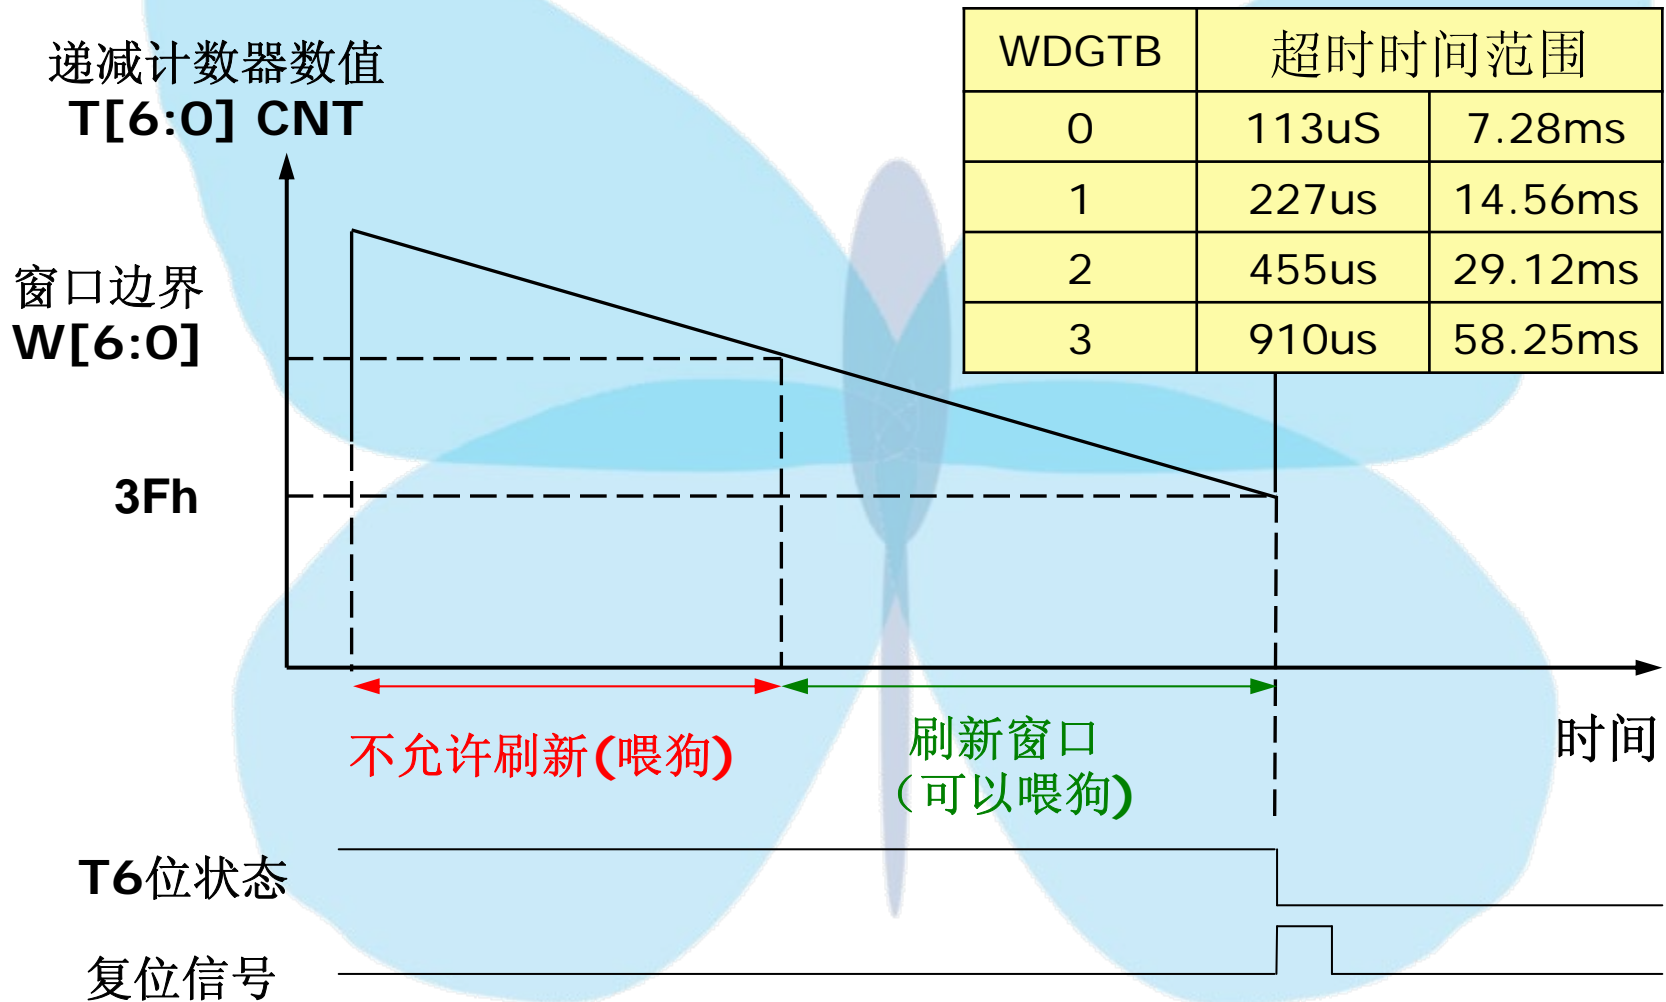 递减计数器数值
T[6:0] CNT
WDGTB 超时时间范围
0 113uS 7.28ms
1 227us 14.56ms
2 455us 29.12ms
3 910us 58.25ms
窗口边界
W[6:0]
3Fh
不允许刷新(喂狗)
刷新窗口
（可以喂狗)
时间
T6位状态
复位信号